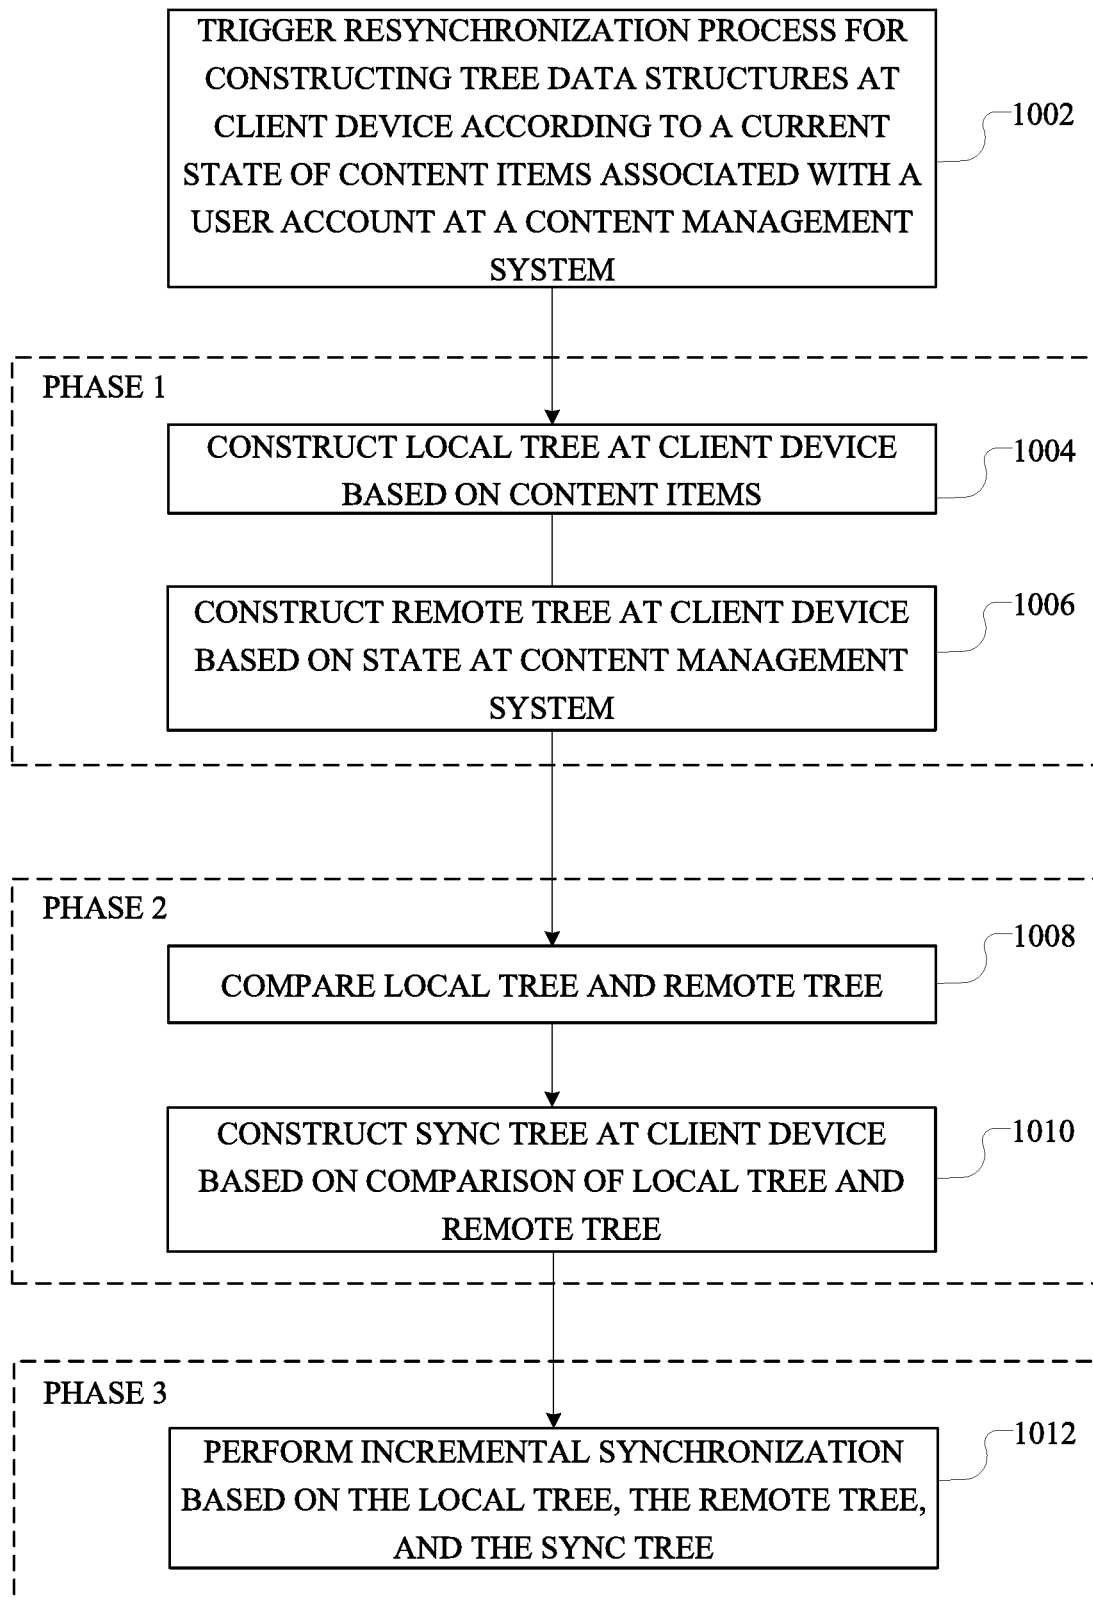 TRIGGER RESYNCHRONIZATION PROCESS FOR
CONSTRUCTING TREE DATA STRUCTURES AT
CLIENT DEVICE ACCORDING TO A CURRENT
STATE OF CONTENT ITEMS ASSOCIATED WITH A
USER ACCOUNT AT A CONTENT MANAGEMENT
SYSTEM
1002
PHASE 1
CONSTRUCT LOCAL TREE AT CLIENT DEVICE
BASED ON CONTENT ITEMS
1004
CONSTRUCT REMOTE TREE AT CLIENT DEVICE
BASED ON STATE AT CONTENT MANAGEMENT
SYSTEM
1006
PHASE 2
COMPARE LOCAL TREE AND REMOTE TREE
1008
CONSTRUCT SYNC TREE AT CLIENT DEVICE
BASED ON COMPARISON OF LOCAL TREE AND
REMOTE TREE
1010
PHASE 3
PERFORM INCREMENTAL SYNCHRONIZATION
BASED ON THE LOCAL TREE, THE REMOTE TREE,
AND THE SYNC TREE
1012